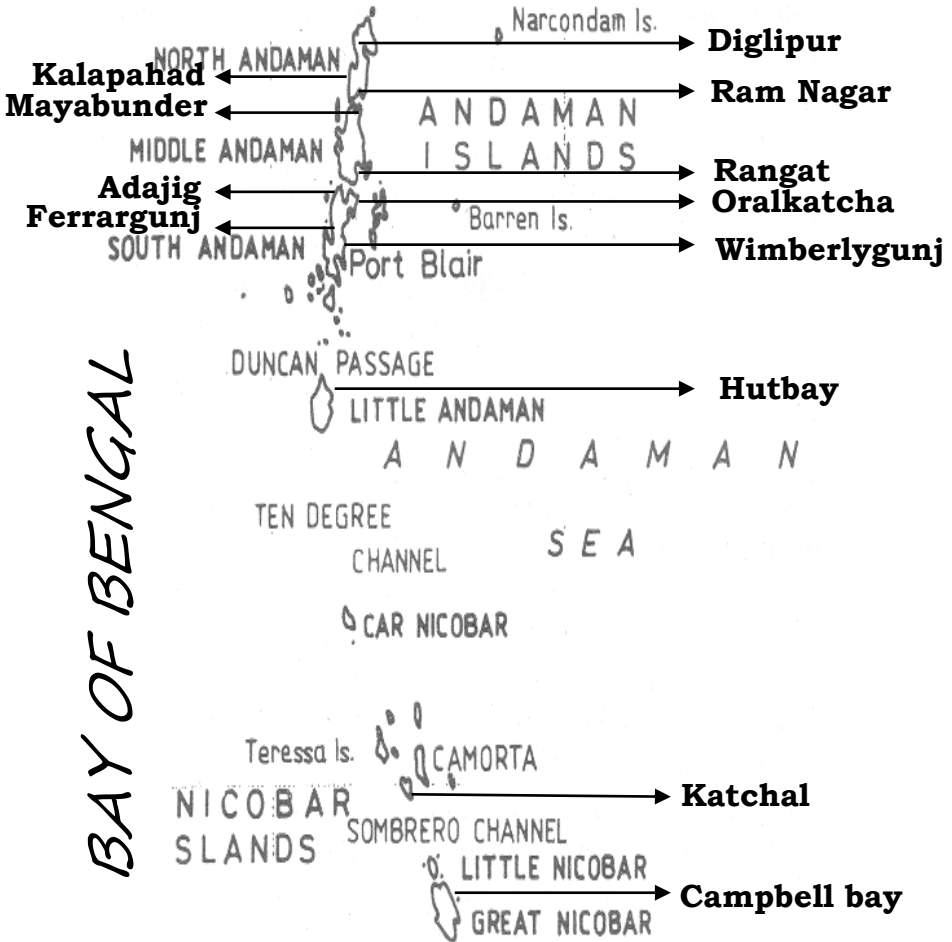 Narcondam Is.
Diglipur
NORTH ANDAMAN
Kalapahad
Ram Nagar
Mayabunder
ANDAMAN
ISLANDS
MIDDLE ANDAMAN
Rangat
Adajig
Oralkatcha
Ferrargunj
Barren Is.
SOUTH ANDAMAN
Wimberlygunj
Port Blair
DUNCAN PASSAGE
Hutbay
LITTLE ANDAMAN
ANDAMAN
SEA
TEN DEGREE
CHANNEL
BAY OF BENGAL
CAR NICOBAR
Teressa Is.
CAMORTA
Katchal
NICOBAR
SLANDS
SOMBRERO CHANNEL
LITTLE NICOBAR
Campbell bay
GREAT NICOBAR